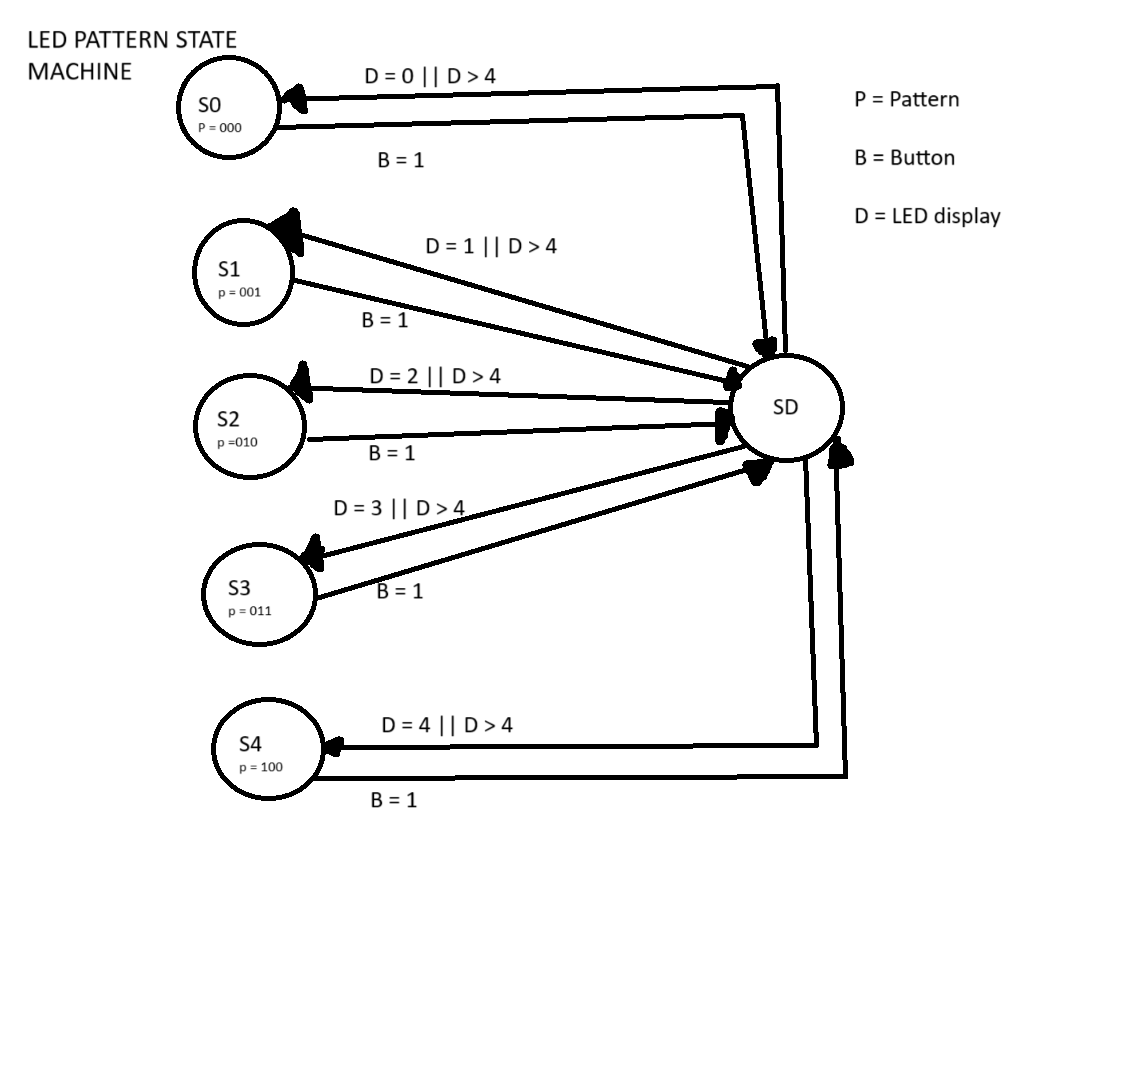 LED PATTERN STATE
MACHINE
D = 0 || D > 4
S0
P = 000
B = 1
P = Pattern
B = Button
D = LED display
D = 1 || D > 4
S1
p = 001
B = 1
D = 2 || D > 4
S2
p =010
B = 1
SD
D = 3 || D > 4
S3
p = 011
B = 1
D = 4 || D > 4
S4
p = 100
B = 1